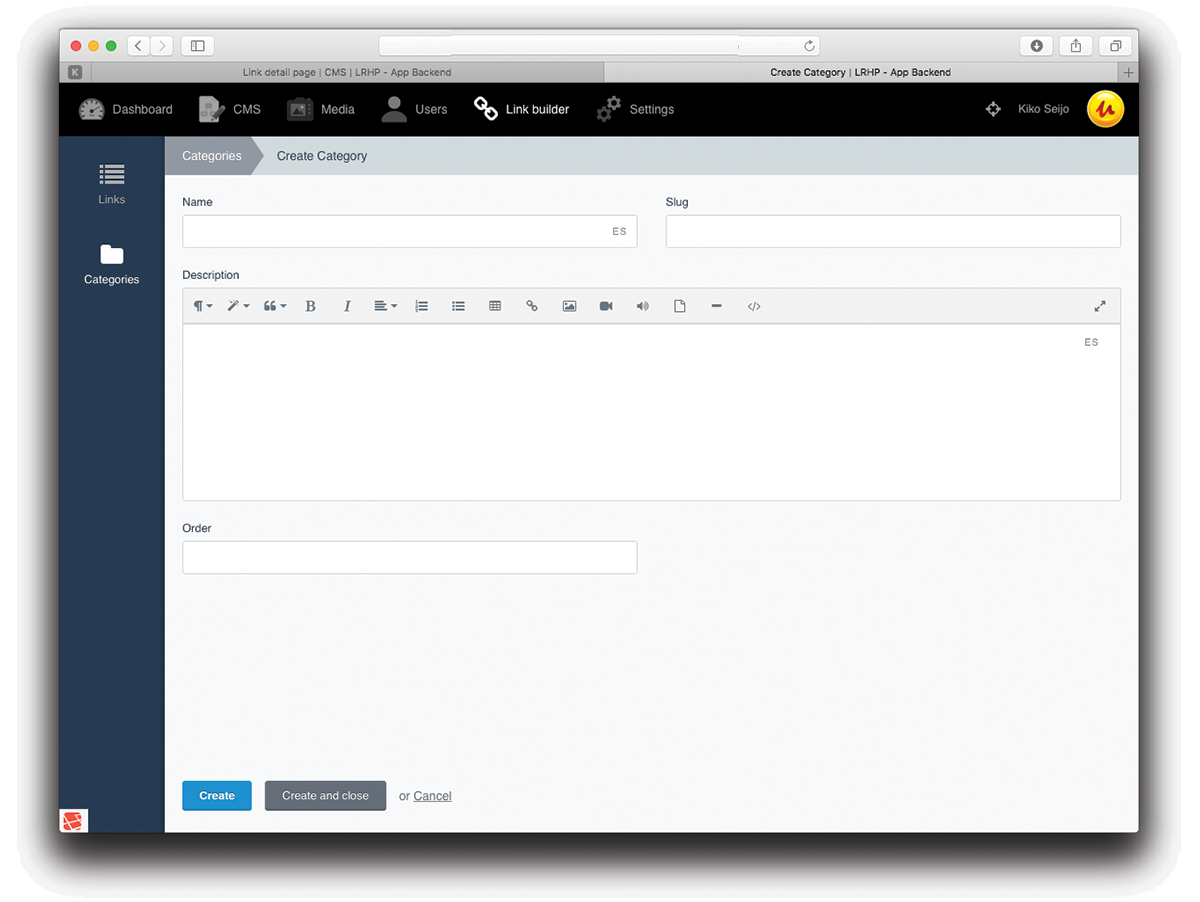 K
Link detail page | CMS | LRHP - App Backend
Create Category | LRHP - App Backend
Dashboard
CMS
Media
Users
Link builder
Settings
Kiko Seijo
Links
Categories
Categories
Create Category
Name
Slug
ES
Description
B
I
ES
Order
Create
Create and close
or Cancel